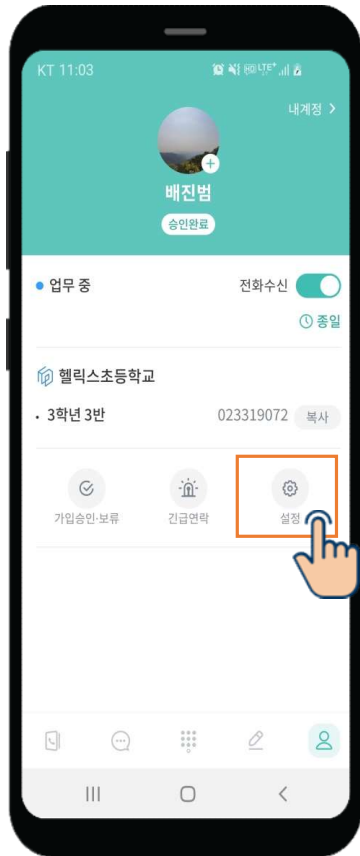 KT 11:03
내계정 >
배진범
승인완료
업무 중 전화수신
종일
헬릭스초등학교
· 3학년 3반 023319072 복사
가입승인·보류 긴급연락 설정